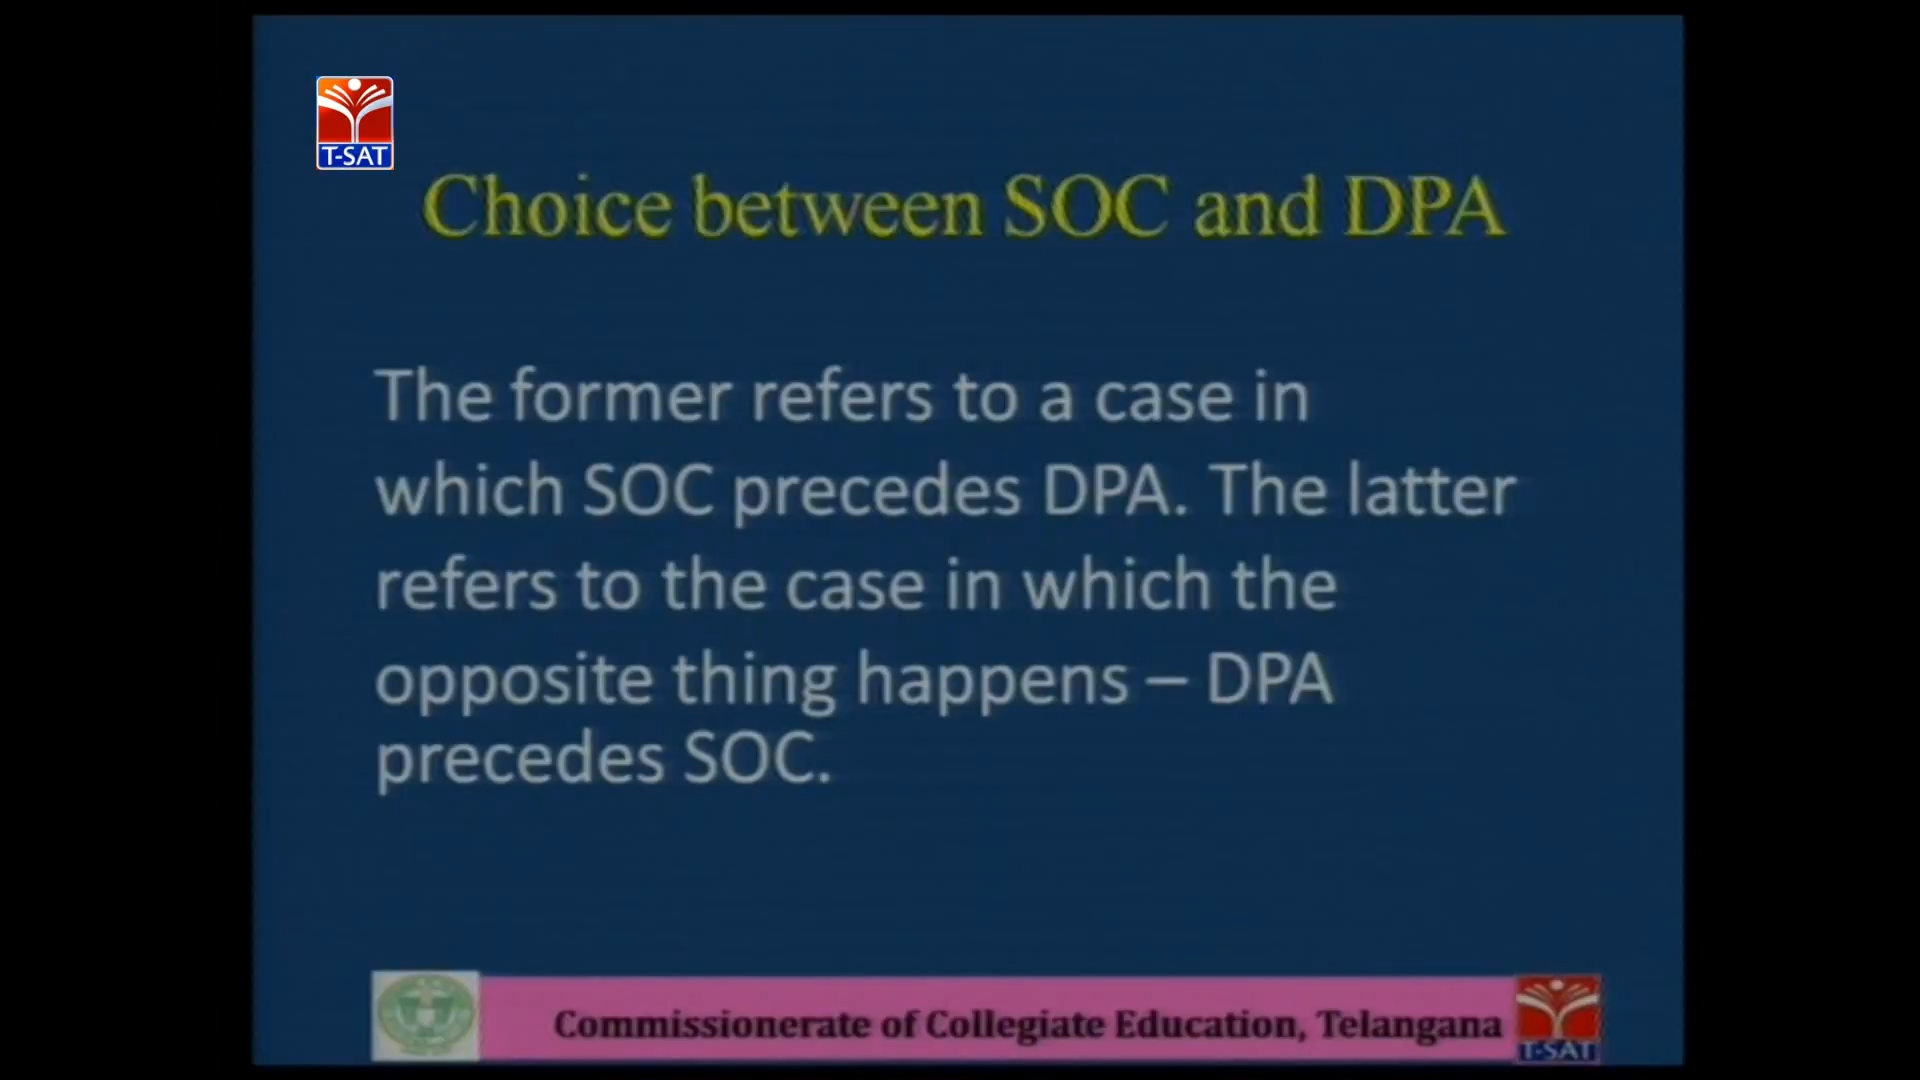 T-SAT
Choice between SOC and DPA
The former refers to a case in
which SOC precedes DPA. The latter
refers to the case in which the
opposite thing happens – DPA
precedes SOC.
Commissionerate of Collegiate Education, Telangana
T-SAT